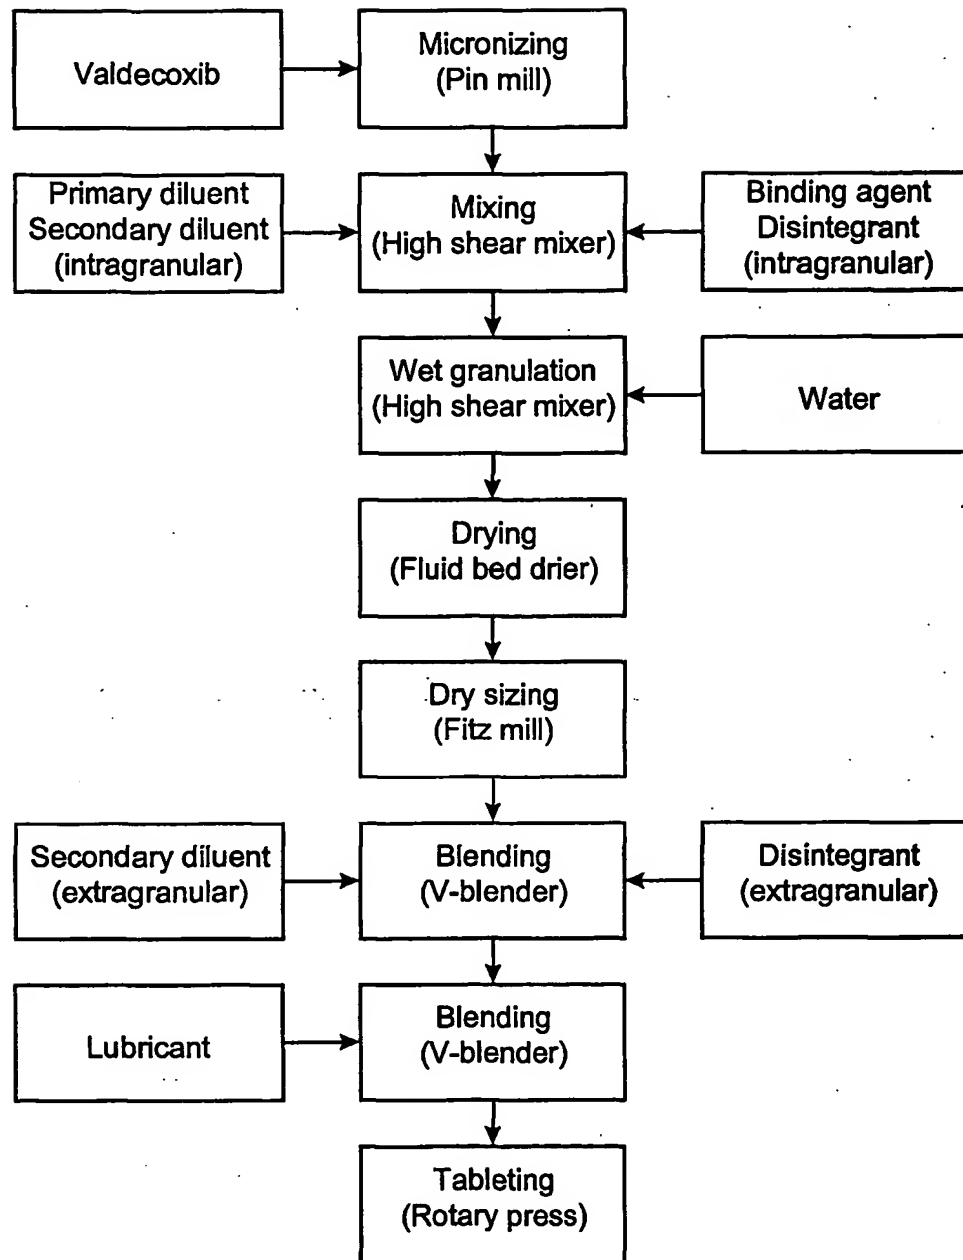 Valdecoxib
Micronizing
(Pin mill)
Primary diluent
Secondary diluent
(intragranular)
Mixing
(High shear mixer)
Binding agent
Disintegrant
(intragranular)
Wet granulation
(High shear mixer)
Water
Drying
(Fluid bed drier)
Dry sizing
(Fitz mill)
Secondary diluent
(extragranular)
Blending
(V-blender)
Disintegrant
(extragranular)
Lubricant
Blending
(V-blender)
Tableting
(Rotary press)